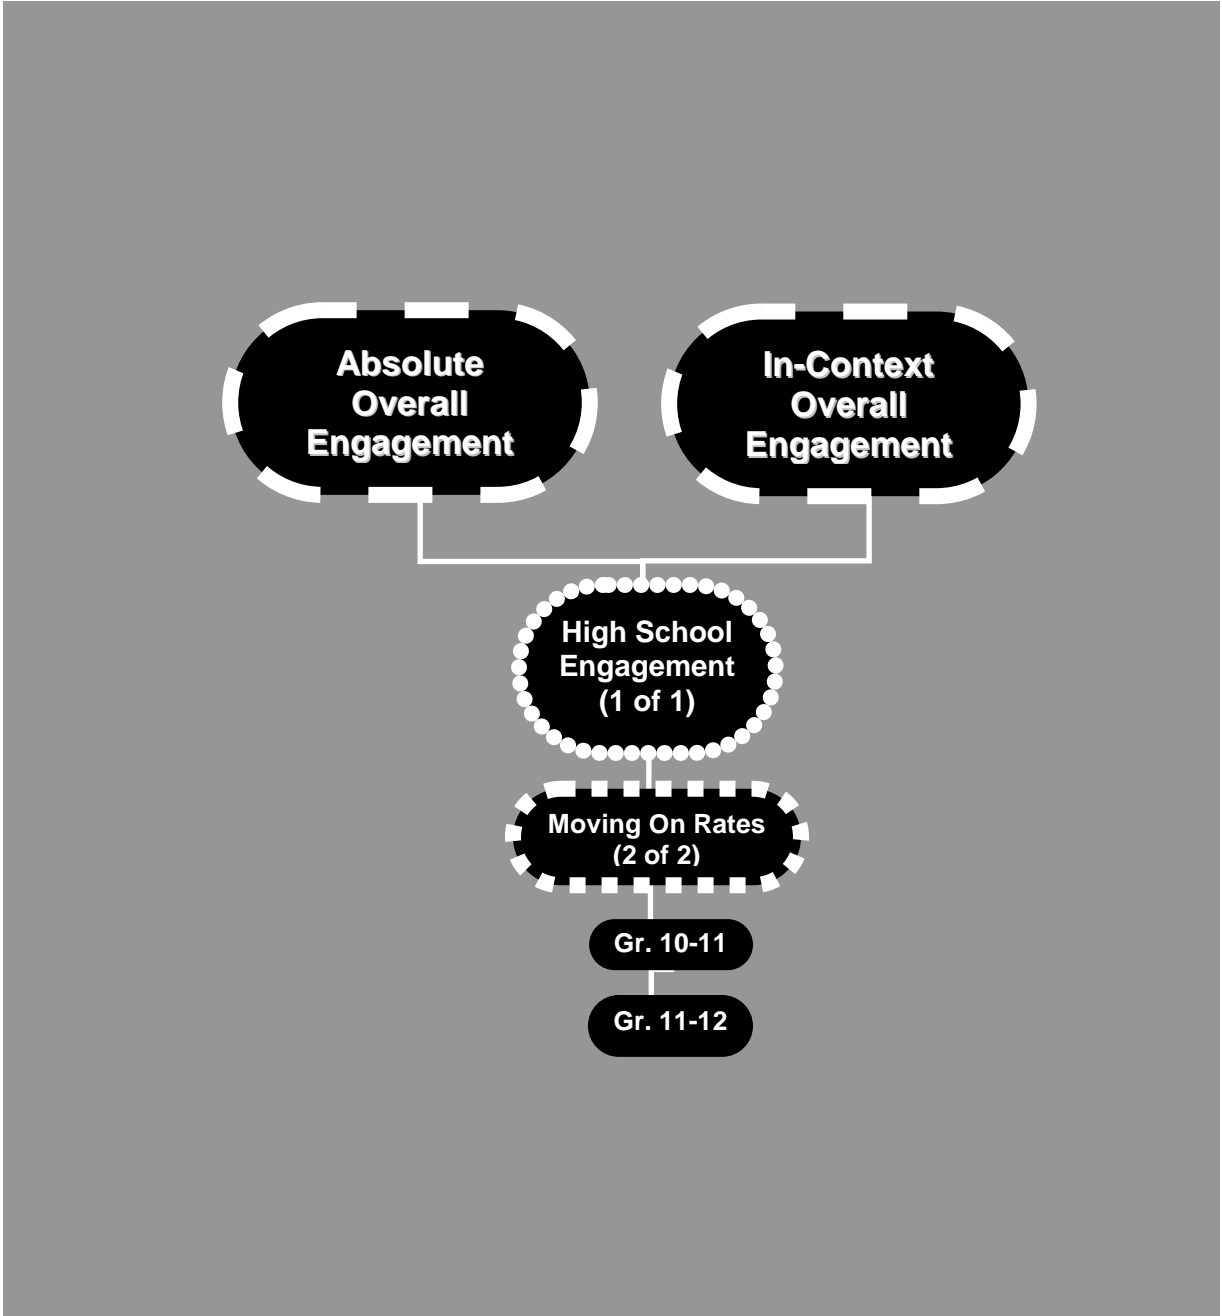 Absolute
Overall
Engagement
In-Context
Overall
Engagement
High School
Engagement
(1 of 1)
Moving On Rates
(2 of 2)
Gr. 10-11
Gr. 11-12